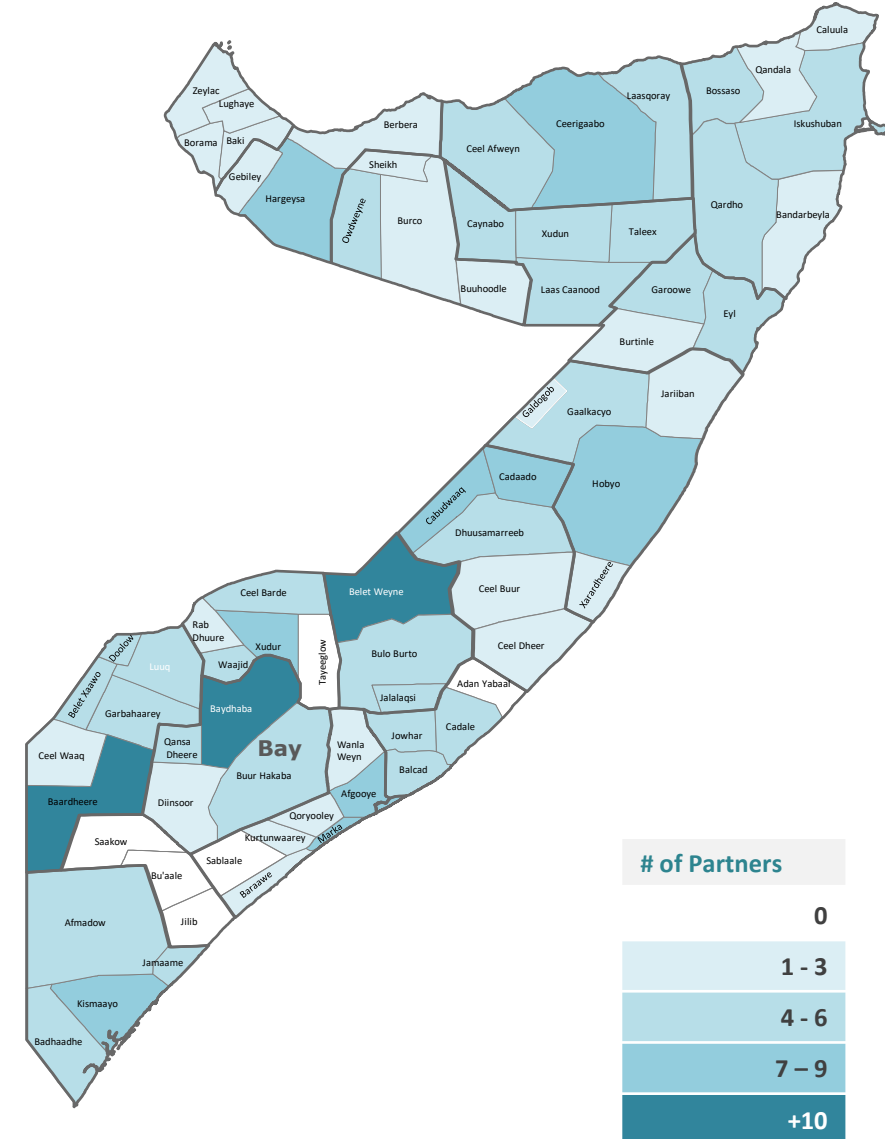 Caluula
Qandala
Zeylac
Bossaso
Laasqoray
Lughaye
Iskushuban
Berbera
Ceerigaabo
Borama
Baki
Ceel Afweyn
Sheikh
Gebiley
Hargeysa
Qardho
Bandarbeyla
Owdweyne
Burco
Caynabo
Xudun
Taleex
Buuhoodle
Laas Caanood
Garoowe
Eyl
Burtinle
Jariiban
Galdogob
Gaalkacyo
Cadaado
Hobyo
Cabudwaaq
Dhuusamarreeb
Xarardheere
Ceel Barde
Belet Weyne
Ceel Buur
Rab
Dhuure
Xudur
Ceel Dheer
Doolow
Luuq
Waajid
Tayeeglow
Bulo Burto
Adan Yabaal
Belet Xaawo
Jalalaqsi
Garbahaarey
Baydhaba
Cadale
Jowhar
Qansa
Dheere
Bay
Wanla
Weyn
Ceel Waaq
Balcad
Buur Hakaba
Afgooye
Baardheere
Diinsoor
Qoryooley
Marka
Kurtunwaarey
Saakow
Sablaale
Bu'aale
Baraawe
Afmadow
Jilib
Jamaame
Kismaayo
Badhaadhe
# of Partners
0
1 - 3
4 - 6
7 – 9
+10